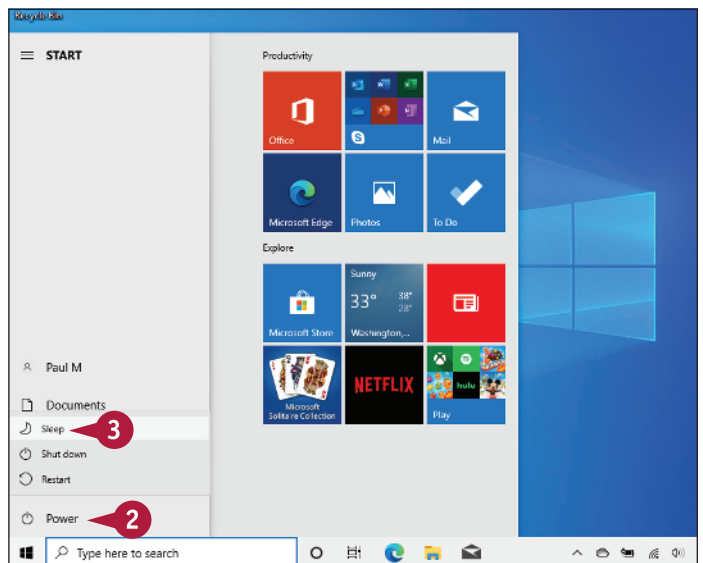 Recycle Bin
START
Productivity
Office
Mail
Microsoft Edge
Photos
To Do
Explore
Microsoft Store
Sunny
33°
38°
28°
Washington,...
Microsoft
Solitaire Collection
NETFLIX
hulu
Play
Paul M
Documents
Sleep
3
Shut down
Restart
Power
2
Type here to search